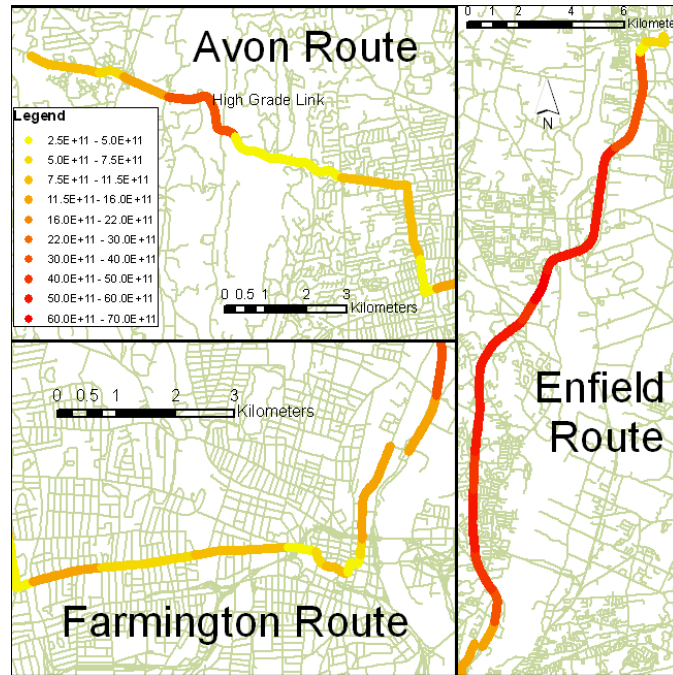 Avon Route
High Grade Link
Legend
2.5E+11 - 5.0E+11
5.0E+11 - 7.5E+11
7.5E+11 - 11.5E+11
11.5E+11 - 16.0E+11
16.0E+11 - 22.0E+11
22.0E+11 - 30.0E+11
30.0E+11 - 40.0E+11
40.0E+11 - 50.0E+11
50.0E+11 - 60.0E+11
60.0E+11 - 70.0E+11
0 0.5 1 2 3
Kilometers
0 0.5 1 2 3
Kilometers
Farmington Route
0 1 2 4 6
Kilometers
N
Enfield
Route